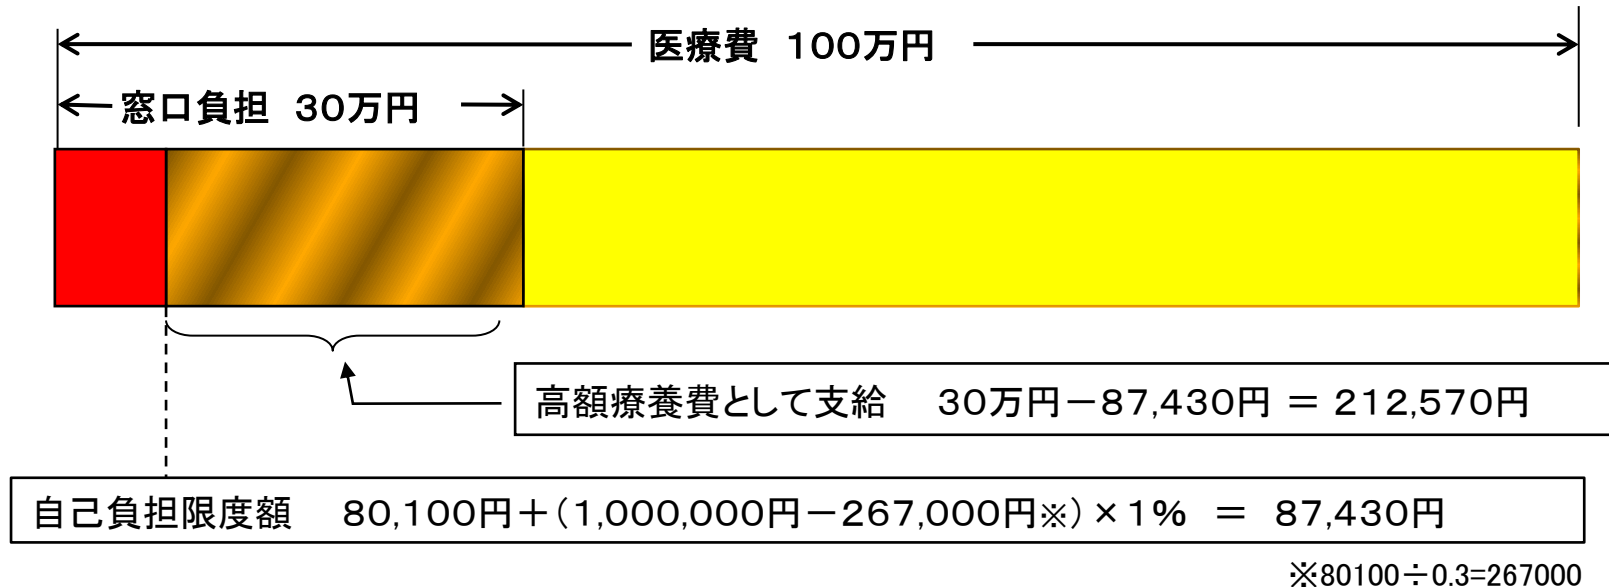 医療費　100万円
窓口負担　30万円
高額療養費として支給　30万円－87,430円 ＝ 212,570円
自己負担限度額　80,100円＋（1,000,000円－267,000円※）×1％ ＝ 87,430円
※80100÷0.3=267000